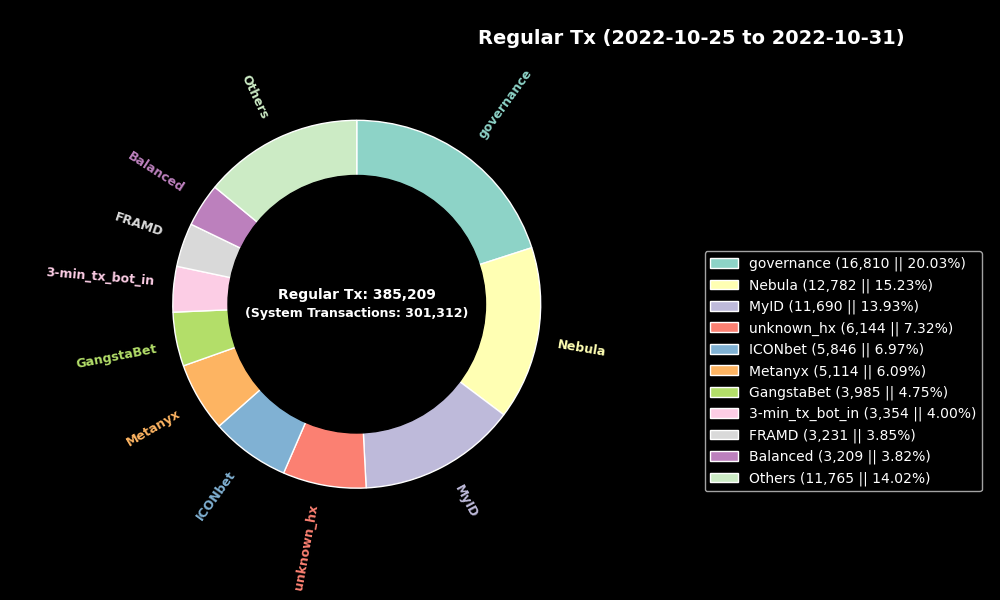 Regular Tx (2022-10-25 to 2022-10-31)
governance
Others
Balanced
FRAMD
3-min_tx_bot_in
GangstaBet
Metanyx
ICONbet
unknown_hx
MyID
Nebula
Regular Tx: 385,209
(System Transactions: 301,312)
governance (16,810 || 20.03%)
Nebula (12,782 || 15.23%)
MyID (11,690 || 13.93%)
unknown_hx (6,144 || 7.32%)
ICONbet (5,846 || 6.97%)
Metanyx (5,114 || 6.09%)
GangstaBet (3,985 || 4.75%)
3-min_tx_bot_in (3,354 || 4.00%)
FRAMD (3,231 || 3.85%)
Balanced (3,209 || 3.82%)
Others (11,765 || 14.02%)